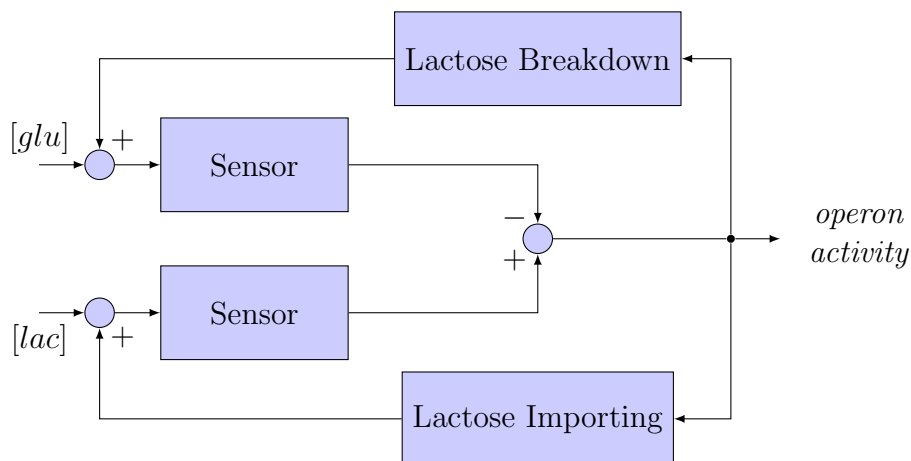 Lactose Breakdown
[glu]
+
Sensor
−
+
operon
activity
Sensor
[lac]
+
Lactose Importing